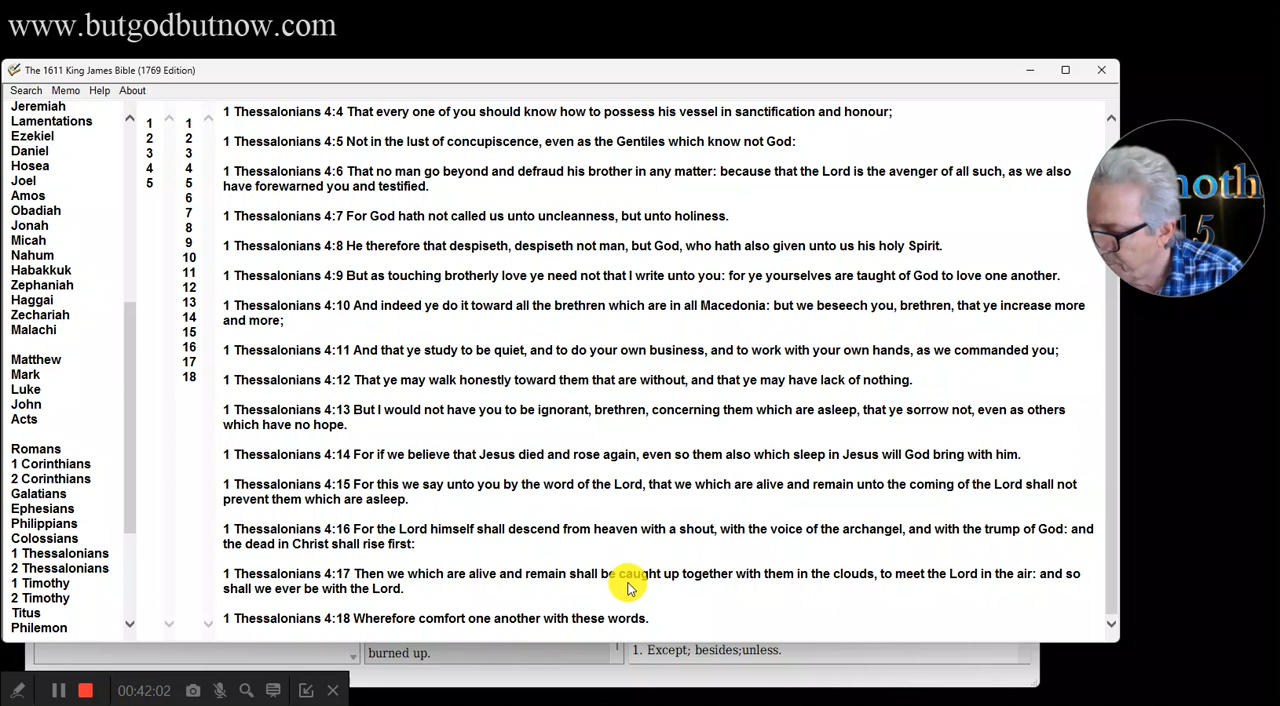 www.butgodbutnow.com
The 1611 King James Bible (1769 Edition)
Search Memo Help About
Jeremiah
Lamentations
Ezekiel
Daniel
Hosea
Joel
Amos
Obadiah
Jonah
Micah
Nahum
Habakkuk
Zephaniah
Haggai
Zechariah
Malachi
Matthew
Mark
Luke
John
Acts
Romans
1 Corinthians
2 Corinthians
Galatians
Ephesians
Philippians
Colossians
1 Thessalonians
2 Thessalonians
1 Timothy
2 Timothy
Titus
Philemon
1
2
3
4
5
1
2
3
4
5
6
7
8
9
10
11
12
13
14
15
16
17
18
1 Thessalonians 4:4 That every one of you should know how to possess his vessel in sanctification and honour;
1 Thessalonians 4:5 Not in the lust of concupiscence, even as the Gentiles which know not God:
1 Thessalonians 4:6 That no man go beyond and defraud his brother in any matter: because that the Lord is the avenger of all such, as we also
have forewarned you and testified.
1 Thessalonians 4:7 For God hath not called us unto uncleanness, but unto holiness.
1 Thessalonians 4:8 He therefore that despiseth, despiseth not man, but God, who hath also given unto us his holy Spirit.
1 Thessalonians 4:9 But as touching brotherly love ye need not that I write unto you: for ye yourselves are taught of God to love one another.
1 Thessalonians 4:10 And indeed ye do it toward all the brethren which are in all Macedonia: but we beseech you, brethren, that ye increase more
and more;
1 Thessalonians 4:11 And that ye study to be quiet, and to do your own business, and to work with your own hands, as we commanded you;
1 Thessalonians 4:12 That ye may walk honestly toward them that are without, and that ye may have lack of nothing.
1 Thessalonians 4:13 But I would not have you to be ignorant, brethren, concerning them which are asleep, that ye sorrow not, even as others
which have no hope.
1 Thessalonians 4:14 For if we believe that Jesus died and rose again, even so them also which sleep in Jesus will God bring with him.
1 Thessalonians 4:15 For this we say unto you by the word of the Lord, that we which are alive and remain unto the coming of the Lord shall not
prevent them which are asleep.
1 Thessalonians 4:16 For the Lord himself shall descend from heaven with a shout, with the voice of the archangel, and with the trump of God: and
the dead in Christ shall rise first:
1 Thessalonians 4:17 Then we which are alive and remain shall be caught up together with them in the clouds, to meet the Lord in the air: and so
shall we ever be with the Lord.
1 Thessalonians 4:18 Wherefore comfort one another with these words.
burned up.
1. Except; besides;unless.
00:42:02